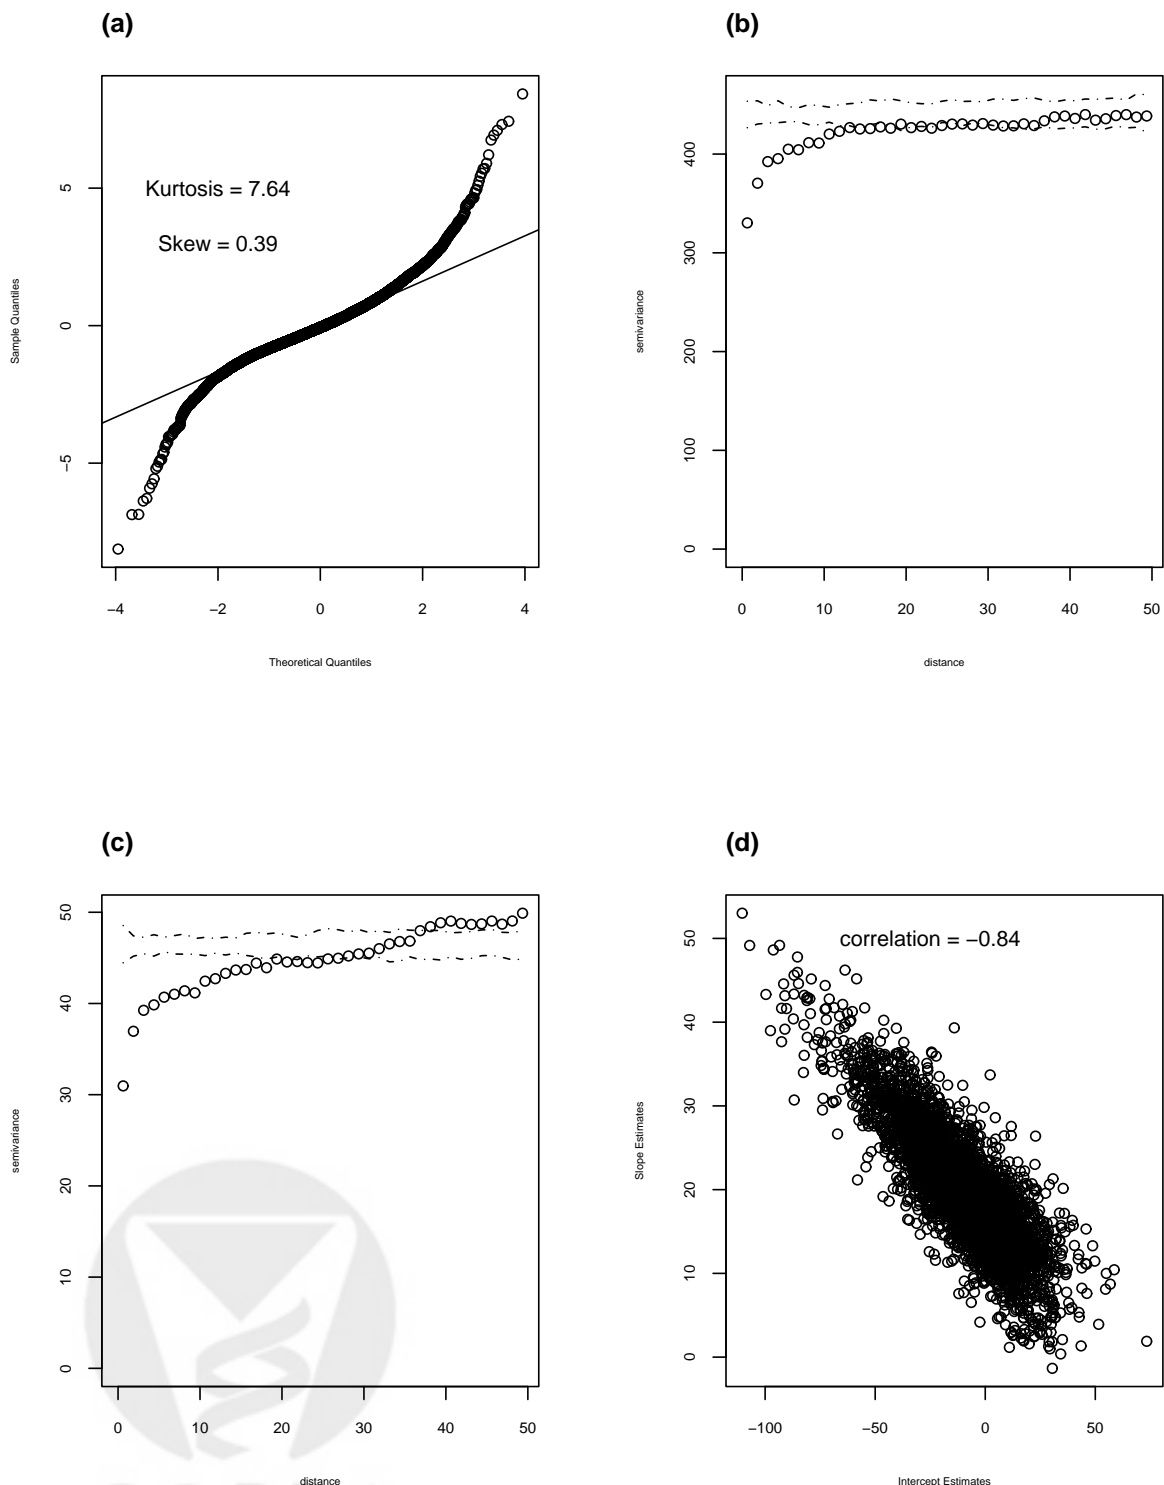 (a)
Kurtosis = 7.64
Skew = 0.39
Sample Quantiles
5
0
−5
−4 −2 0 2 4
Theoretical Quantiles
(b)
semivariance
400
300
200
100
0
0 10 20 30 40 50
distance
(c)
semivariance
50
40
30
20
10
0
0 10 20 30 40 50
distance
(d)
correlation = −0.84
Slope Estimates
50
40
30
20
10
0
−100 −50 0 50
Intercept Estimates